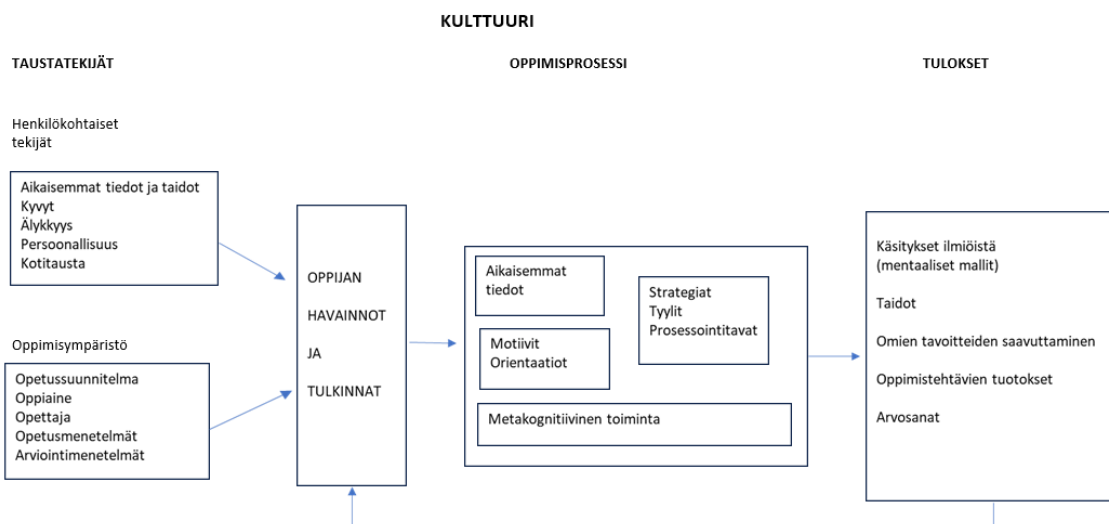 KULTTUURI
TAUSTATEKIJÄT
OPPIMISPROSESSI
TULOKSET
Henkilökohtaiset
tekijät
Aikaisemmat tiedot ja taidot
Kyvyt
Älykkyys
Persoonallisuus
Kotitausta
Oppimisympäristö
Opetussuunnitelma
Oppiaine
Opettaja
Opetusmenetelmät
Arviointimenetelmät
OPPIJAN
HAVAINNOT
JA
TULKINNAT
Aikaisemmat
tiedot
Motiivit
Orientaatiot
Strategiat
Tyylit
Prosessointitavat
Metakognitiivinen toiminta
Käsitykset ilmiöistä
(mentaaliset mallit)
Taidot
Omien tavoitteiden saavuttaminen
Oppimistehtävien tuotokset
Arvosanat